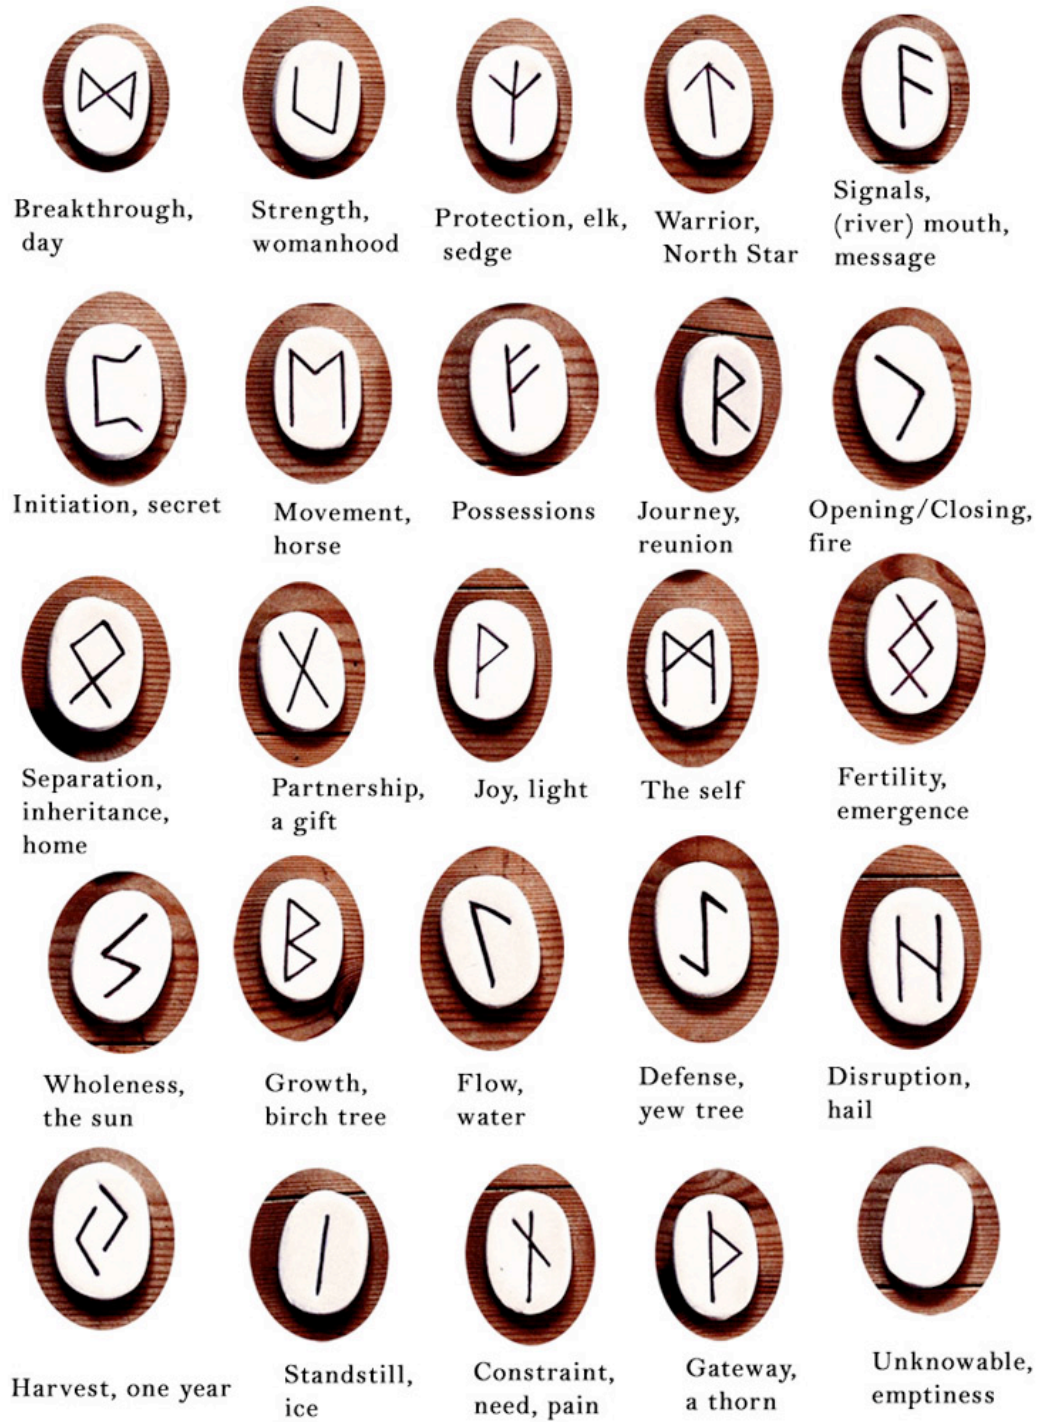 ᛞ
ᚢ
ᛉ
ᛏ
ᚨ
Breakthrough,
day
Strength,
womanhood
Protection, elk,
sedge
Warrior,
North Star
Signals,
(river) mouth,
message
ᛈ
ᛖ
ᚠ
ᚱ
ᚲ
Initiation, secret
Movement,
horse
Possessions
Journey,
reunion
Opening/Closing,
fire
ᛟ
ᚷ
ᚹ
ᛗ
ᛝ
Separation,
inheritance,
home
Partnership,
a gift
Joy, light
The self
Fertility,
emergence
ᛊ
ᛒ
ᛚ
ᛇ
ᚺ
Wholeness,
the sun
Growth,
birch tree
Flow,
water
Defense,
yew tree
Disruption,
hail
ᛃ
ᛁ
ᚾ
ᚦ
Harvest, one year
Standstill,
ice
Constraint,
need, pain
Gateway,
a thorn
Unknowable,
emptiness